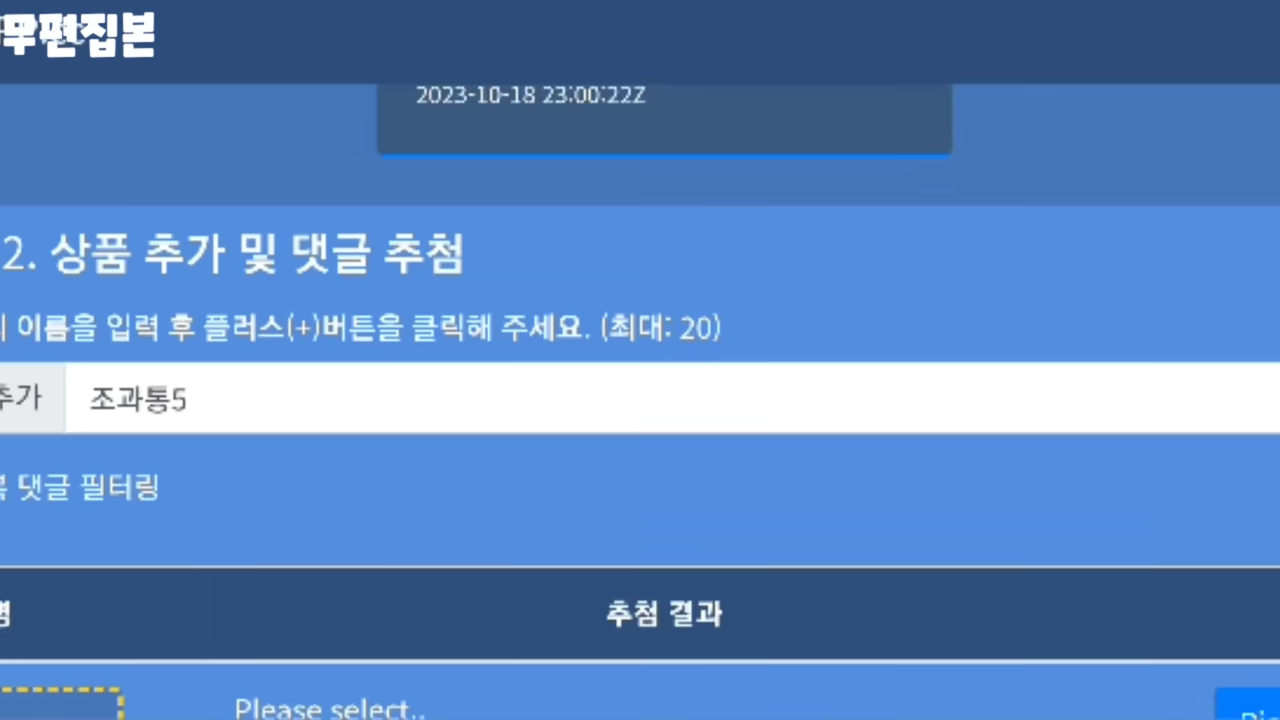 무편집본
2023-10-18 23:00:22Z
2. 상품 추가 및 댓글 추첨
이름을 입력 후 플러스(+)버튼을 클릭해 주세요. (최대: 20)
추가
조과통5
댓글 필터링
추첨 결과
Please select..